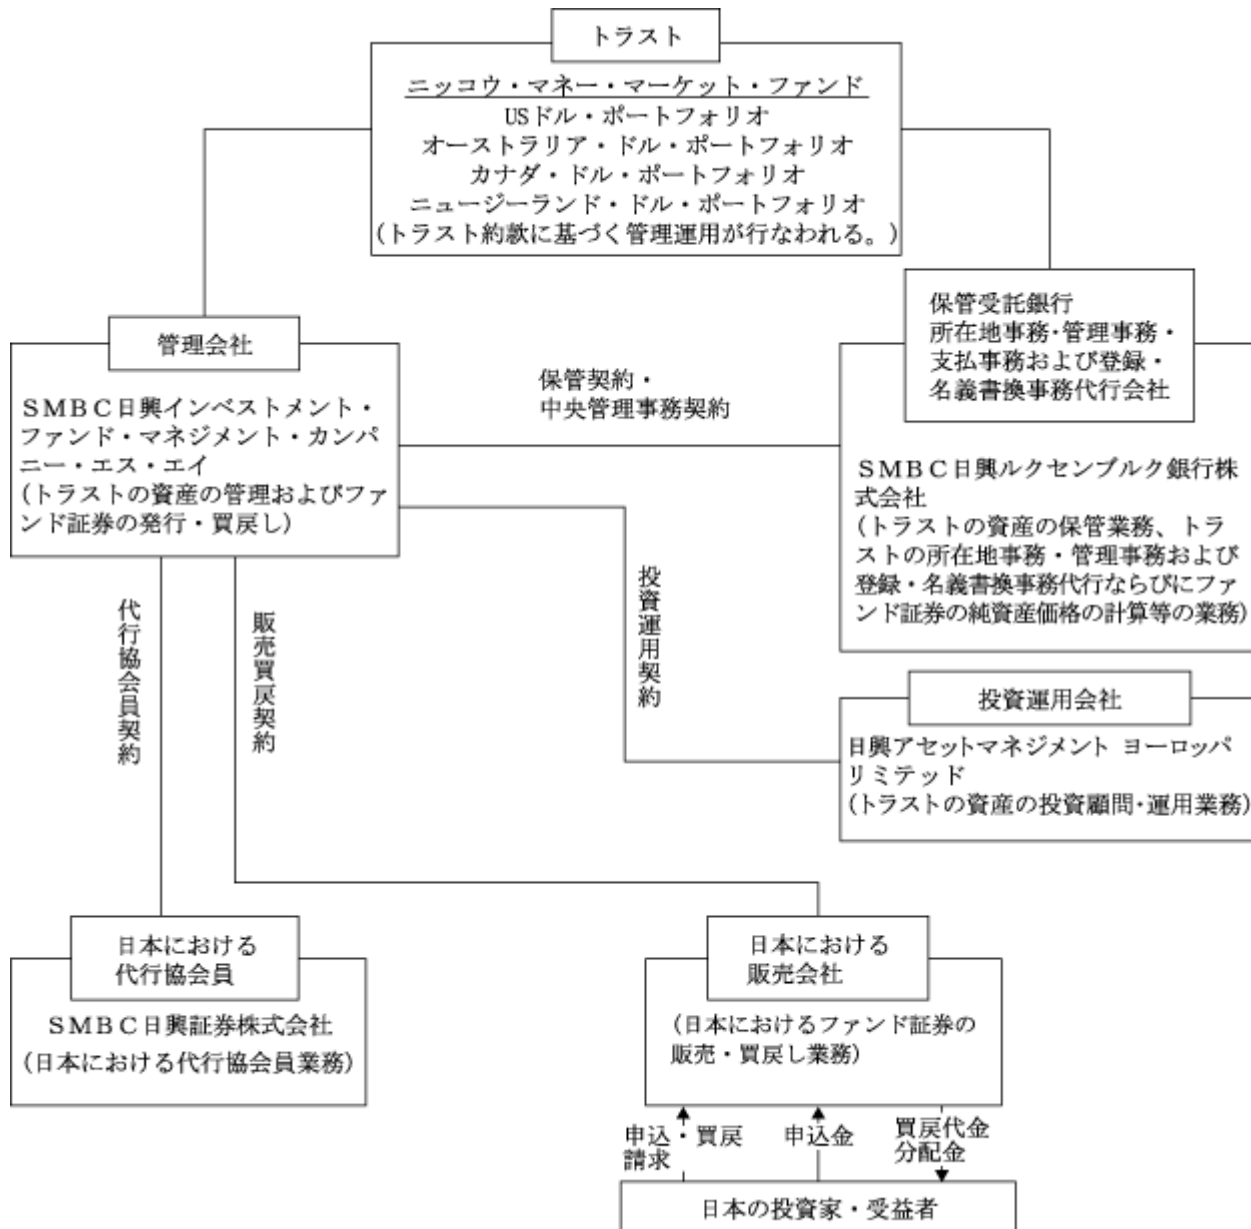 トラスト
ニッコウ・マネー・マーケット・ファンド
USドル・ポートフォリオ
オーストラリア・ドル・ポートフォリオ
カナダ・ドル・ポートフォリオ
ニュージーランド・ドル・ポートフォリオ
(トラスト約款に基づく管理運用が行なわれる。)
保管受託銀行
所在地事務・管理事務・
支払事務および登録・
名義書換事務代行会社
管理会社
SMBC日興インベストメント・
ファンド・マネジメント・カンパ
ニー・エス・エイ
(トラストの資産の管理およびファ
ンド証券の発行・買戻し)
保管契約・
中央管理事務契約
SMBC日興ルクセンブルク銀行株
式会社
(トラストの資産の保管業務、トラ
ストの所在地事務・管理事務および
登録・名義書換事務代行ならびにファ
ンド証券の純資産価格の計算等の業務)
代行協会員契約
販売買戻契約
投資運用契約
投資運用会社
日興アセットマネジメント ヨーロッパ
リミテッド
(トラストの資産の投資顧問・運用業務)
日本における
代行協会員
SMBC日興証券株式会社
(日本における代行協会員業務)
日本における
販売会社
(日本におけるファンド証券の
販売・買戻し業務)
申込・買戻
請求
申込金
買戻代金
分配金
日本の投資家・受益者